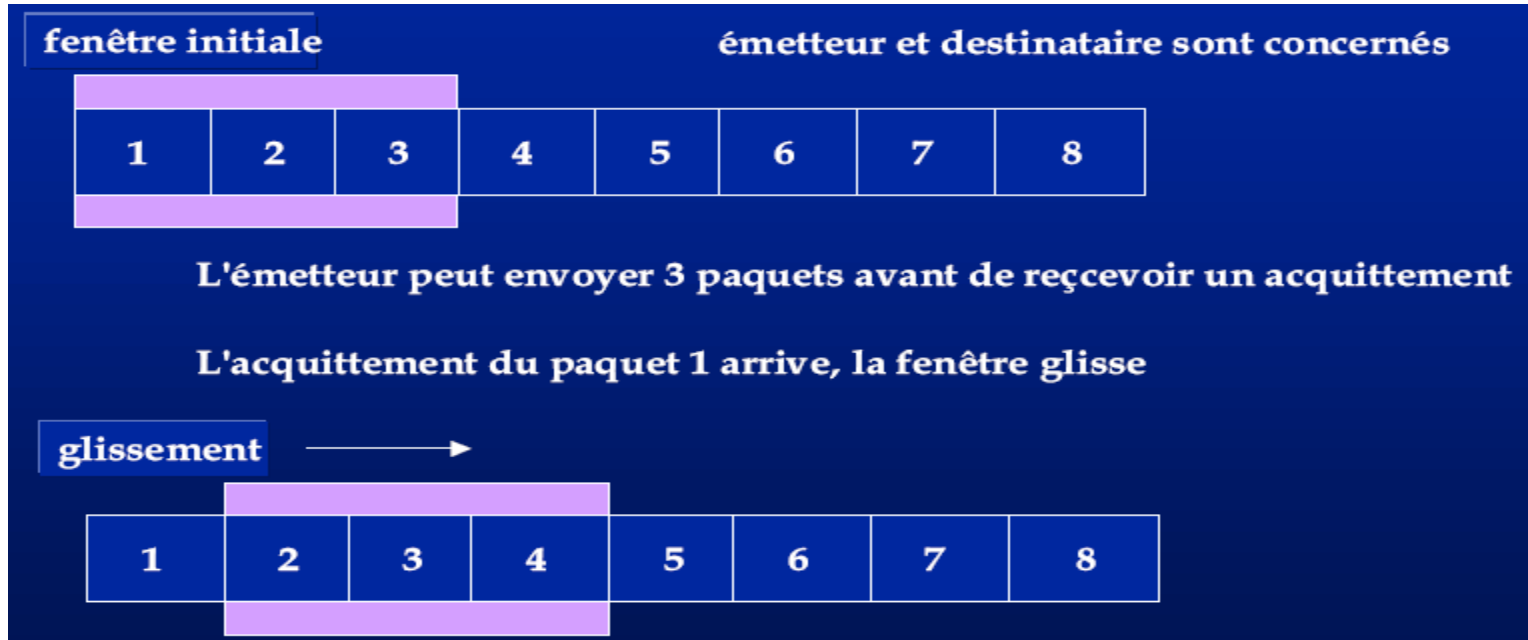 fenêtre initiale
émetteur et destinataire sont concernés
1 2 3 4 5 6 7 8
L'émetteur peut envoyer 3 paquets avant de reçcevoir un acquittement
L'acquittement du paquet 1 arrive, la fenêtre glisse
glissement
1 2 3 4 5 6 7 8